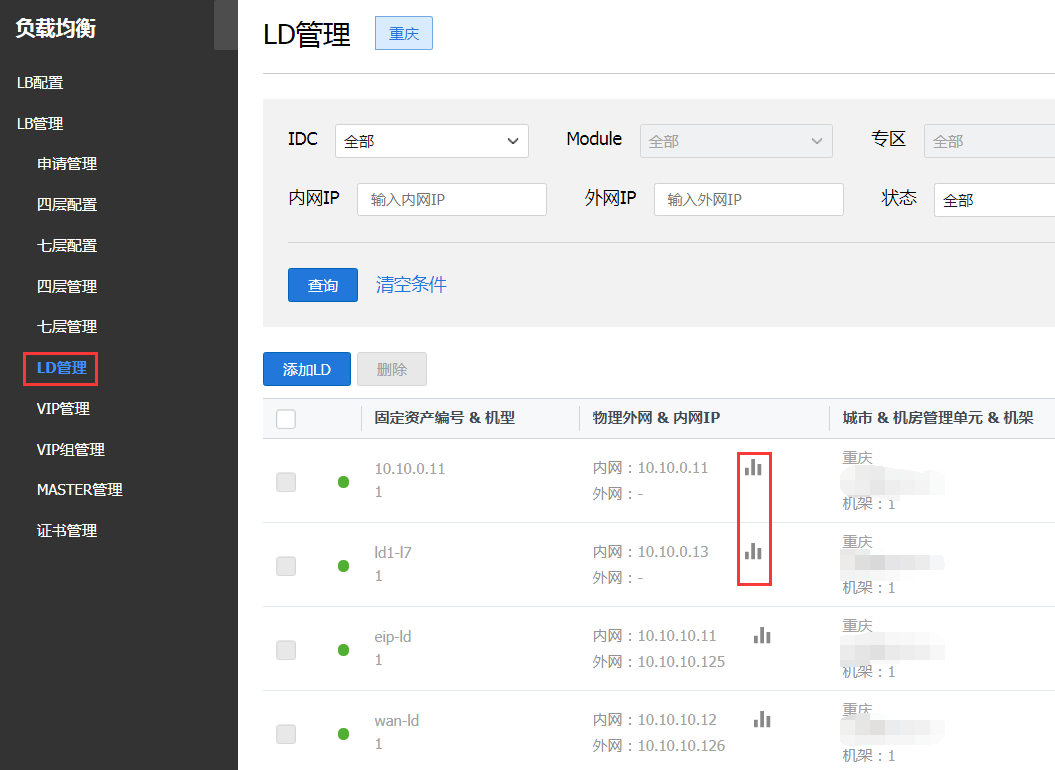 负载均衡
LB配置
LB管理
申请管理
四层配置
七层配置
四层管理
七层管理
LD管理
VIP管理
VIP组管理
MASTER管理
证书管理
LD管理 重庆
IDC 全部 Module 全部 专区 全部
内网IP 输入内网IP 外网IP 输入外网IP 状态 全部
查询 清空条件
添加LD 删除
固定资产编号 & 机型 物理外网 & 内网IP 城市 & 机房管理单元 & 机架
10.10.0.11 内网：10.10.0.11 重庆
1 外网：- 机架：1
ld1-l7 内网：10.10.0.13 重庆
1 外网：- 机架：1
eip-ld 内网：10.10.10.11 重庆
1 外网：10.10.10.125 机架：1
wan-ld 内网：10.10.10.12 重庆
1 外网：10.10.10.126 机架：1